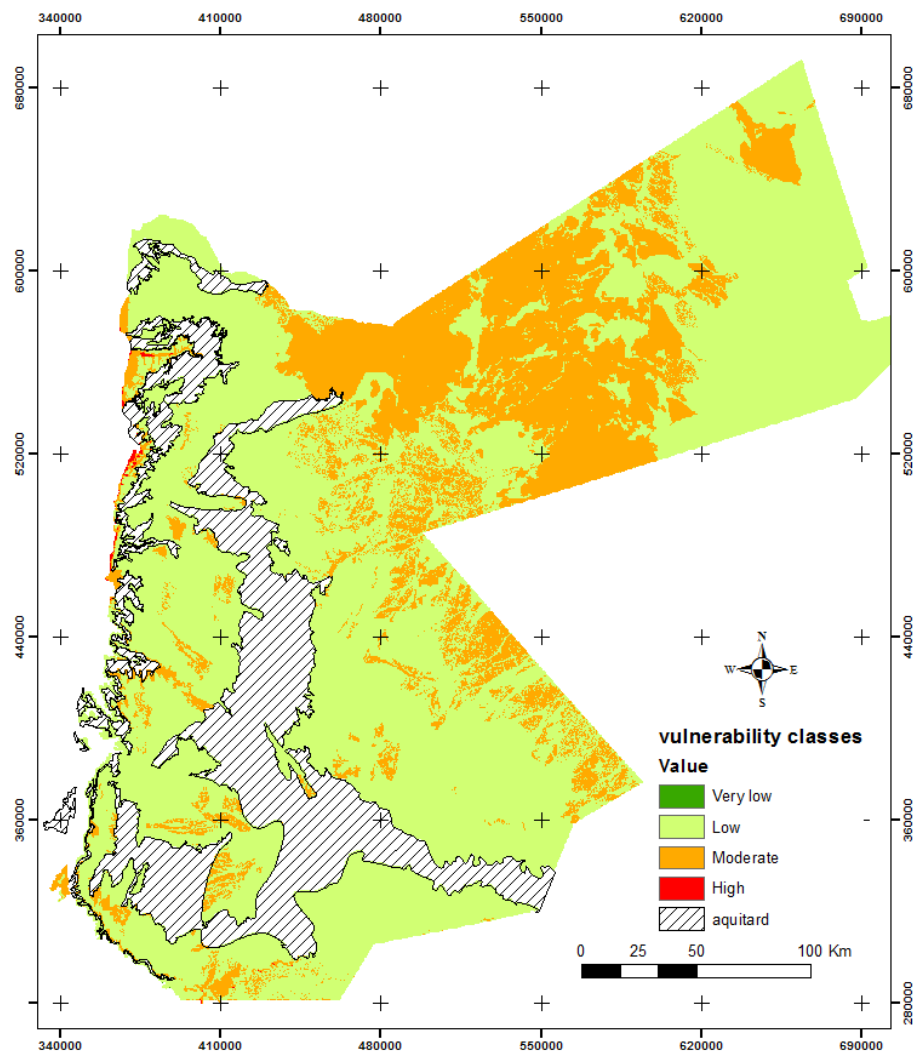 340000 410000 480000 550000 620000 690000
680000 680000
600000 600000
520000 520000
440000 440000
N
W E
S
vulnerability classes
Value
Very low
Low
360000 360000
Moderate
High
aquitard
0 25 50 100 Km
280000 280000
340000 410000 480000 550000 620000 690000